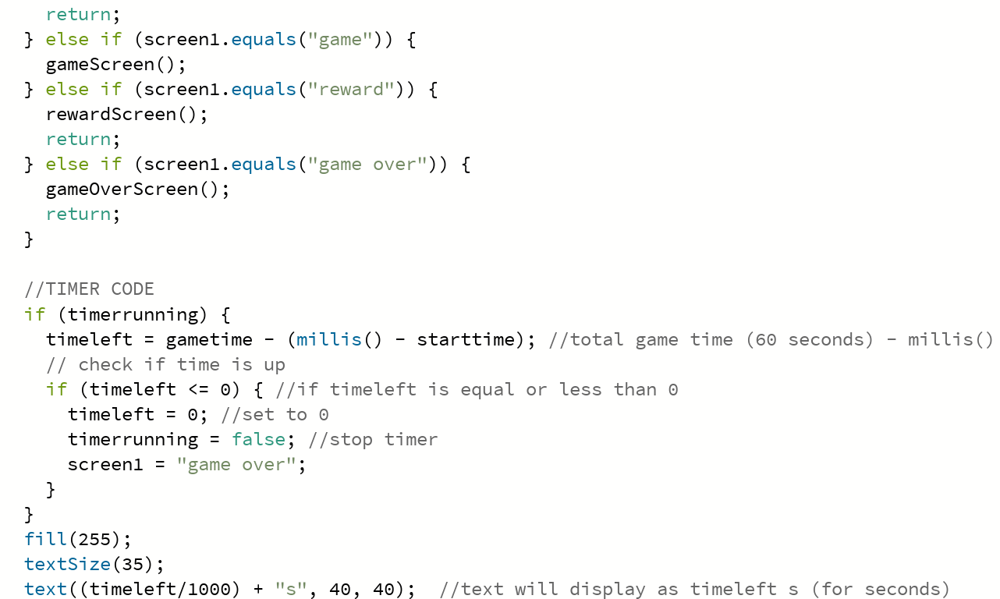 return;
} else if (screen1.equals("game")) {
gameScreen();
} else if (screen1.equals("reward")) {
rewardScreen();
return;
} else if (screen1.equals("game over")) {
gameOverScreen();
return;
}
//TIMER CODE
if (timerrunning) {
timeleft = gametime - (millis() - starttime); //total game time (60 seconds) - millis()
// check if time is up
if (timeleft <= 0) { //if timeleft is equal or less than 0
timeleft = 0; //set to 0
timerrunning = false; //stop timer
screen1 = "game over";
}
}
fill(255);
textSize(35);
text((timeleft/1000) + "s", 40, 40);  //text will display as timeleft s (for seconds)